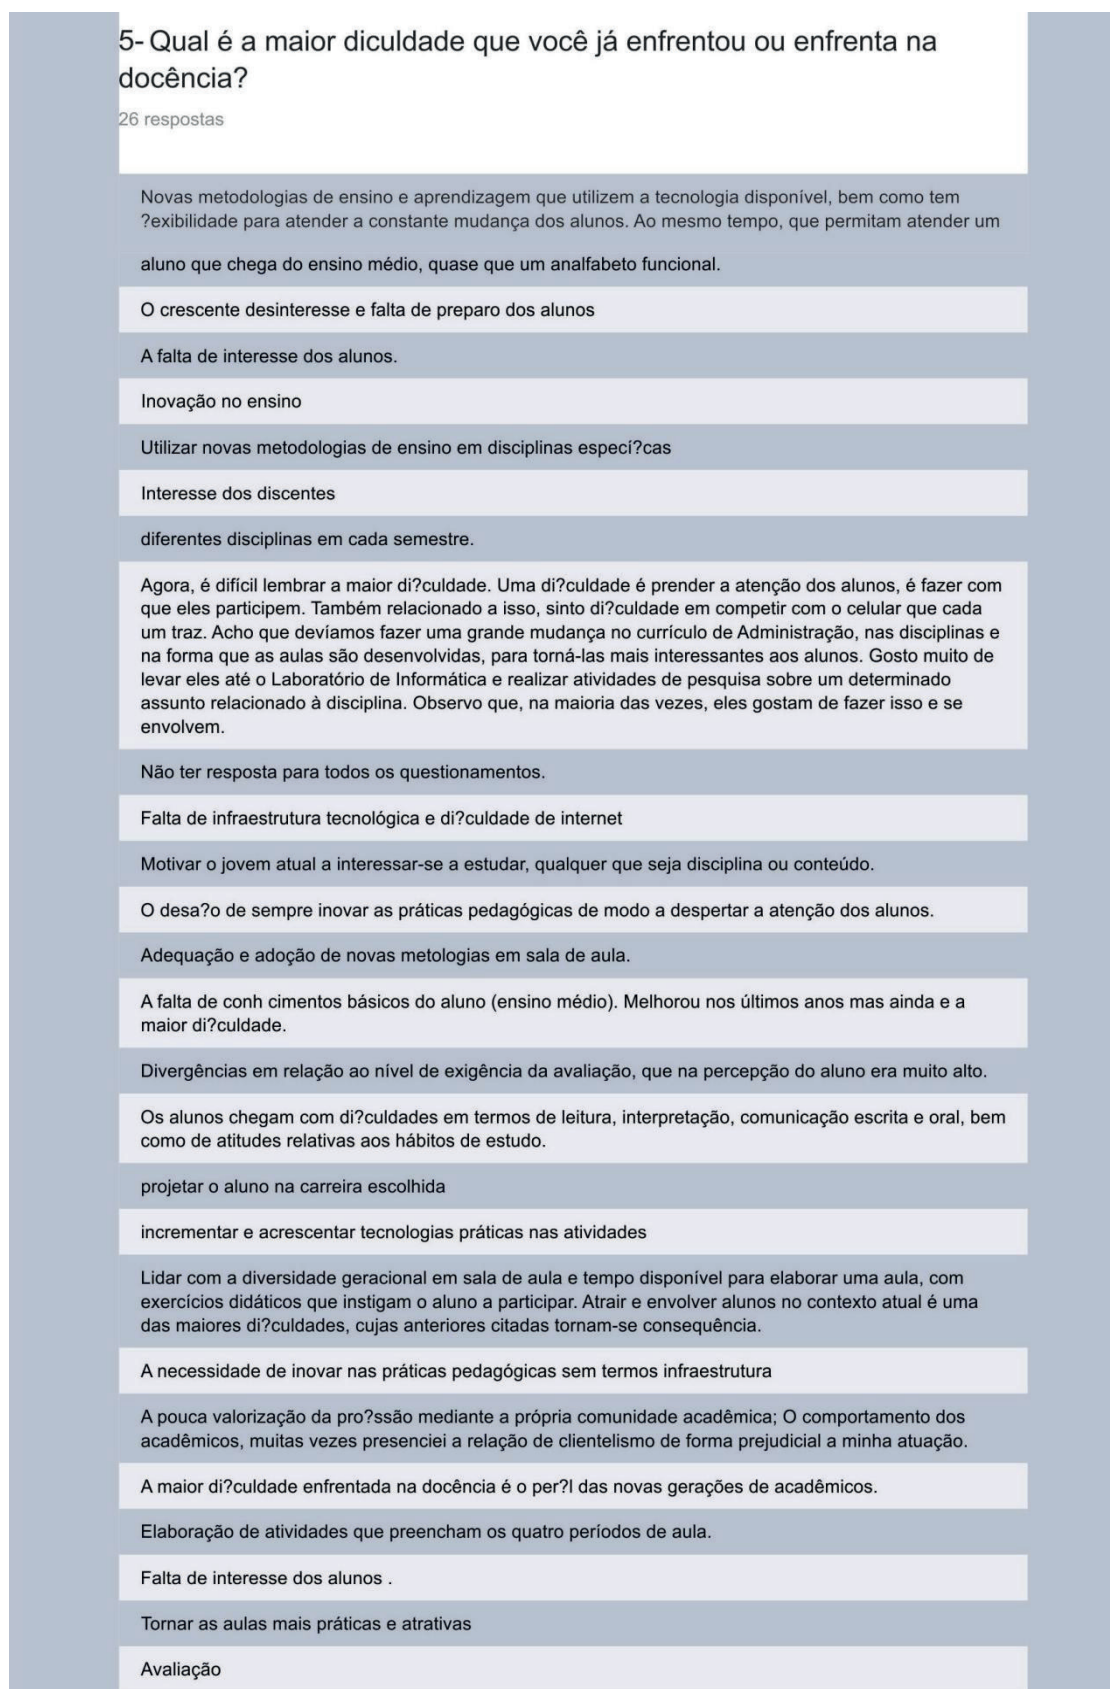 5- Qual é a maior diculdade que você já enfrentou ou enfrenta na
docência?
26 respostas
Novas metodologias de ensino e aprendizagem que utilizem a tecnologia disponível, bem como tem
?exibilidade para atender a constante mudança dos alunos. Ao mesmo tempo, que permitam atender um
aluno que chega do ensino médio, quase que um analfabeto funcional.
O crescente desinteresse e falta de preparo dos alunos
A falta de interesse dos alunos.
Inovação no ensino
Utilizar novas metodologias de ensino em disciplinas especí?cas
Interesse dos discentes
diferentes disciplinas em cada semestre.
Agora, é difícil lembrar a maior di?culdade. Uma di?culdade é prender a atenção dos alunos, é fazer com
que eles participem. Também relacionado a isso, sinto di?culdade em competir com o celular que cada
um traz. Acho que devíamos fazer uma grande mudança no currículo de Administração, nas disciplinas e
na forma que as aulas são desenvolvidas, para torná-las mais interessantes aos alunos. Gosto muito de
levar eles até o Laboratório de Informática e realizar atividades de pesquisa sobre um determinado
assunto relacionado à disciplina. Observo que, na maioria das vezes, eles gostam de fazer isso e se
envolvem.
Não ter resposta para todos os questionamentos.
Falta de infraestrutura tecnológica e di?culdade de internet
Motivar o jovem atual a interessar-se a estudar, qualquer que seja disciplina ou conteúdo.
O desa?o de sempre inovar as práticas pedagógicas de modo a despertar a atenção dos alunos.
Adequação e adoção de novas metologias em sala de aula.
A falta de conh cimentos básicos do aluno (ensino médio). Melhorou nos últimos anos mas ainda e a
maior di?culdade.
Divergências em relação ao nível de exigência da avaliação, que na percepção do aluno era muito alto.
Os alunos chegam com di?culdades em termos de leitura, interpretação, comunicação escrita e oral, bem
como de atitudes relativas aos hábitos de estudo.
projetar o aluno na carreira escolhida
incrementar e acrescentar tecnologias práticas nas atividades
Lidar com a diversidade geracional em sala de aula e tempo disponível para elaborar uma aula, com
exercícios didáticos que instigam o aluno a participar. Atrair e envolver alunos no contexto atual é uma
das maiores di?culdades, cujas anteriores citadas tornam-se consequência.
A necessidade de inovar nas práticas pedagógicas sem termos infraestrutura
A pouca valorização da pro?ssão mediante a própria comunidade acadêmica; O comportamento dos
acadêmicos, muitas vezes presenciei a relação de clientelismo de forma prejudicial a minha atuação.
A maior di?culdade enfrentada na docência é o per?l das novas gerações de acadêmicos.
Elaboração de atividades que preencham os quatro períodos de aula.
Falta de interesse dos alunos .
Tornar as aulas mais práticas e atrativas
Avaliação